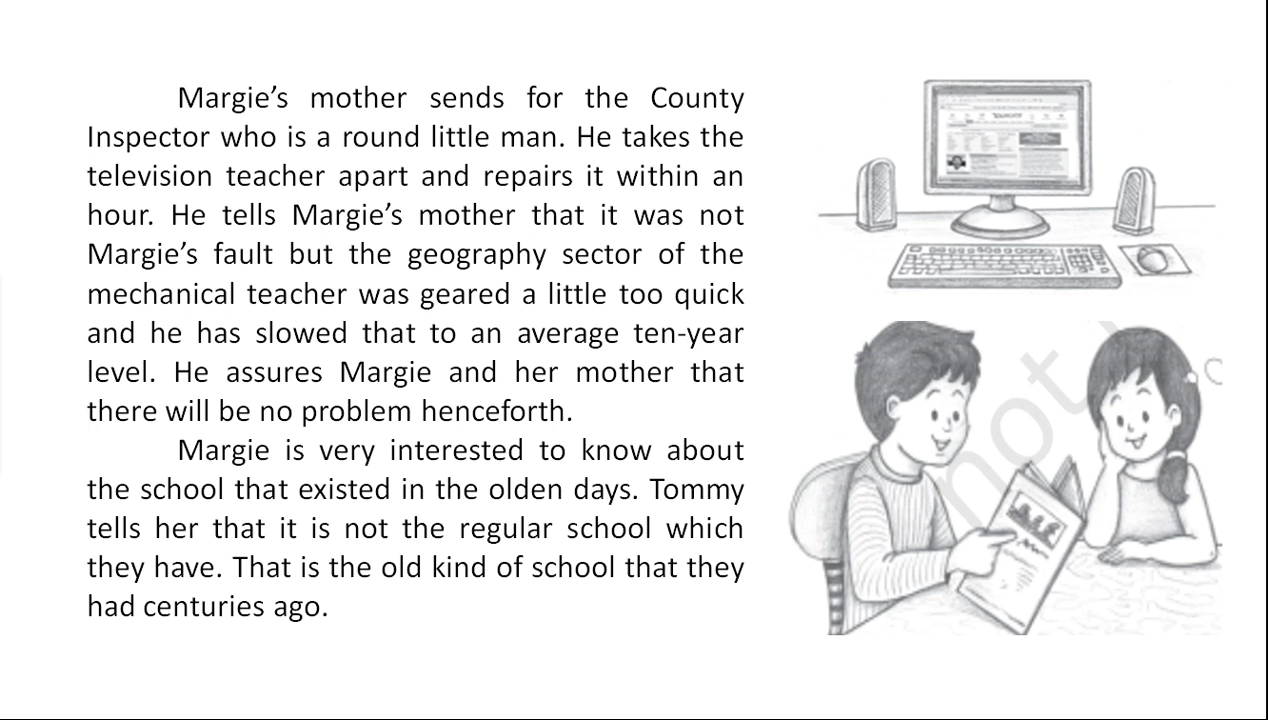 Margie's mother sends for the County
Inspector who is a round little man. He takes the
television teacher apart and repairs it within an
hour. He tells Margie's mother that it was not
Margie's fault but the geography sector of the
mechanical teacher was geared a little too quick
and he has slowed that to an average ten-year
level. He assures Margie and her mother that
there will be no problem henceforth.
Margie is very interested to know about
the school that existed in the olden days. Tommy
tells her that it is not the regular school which
they have. That is the old kind of school that they
had centuries ago.
not